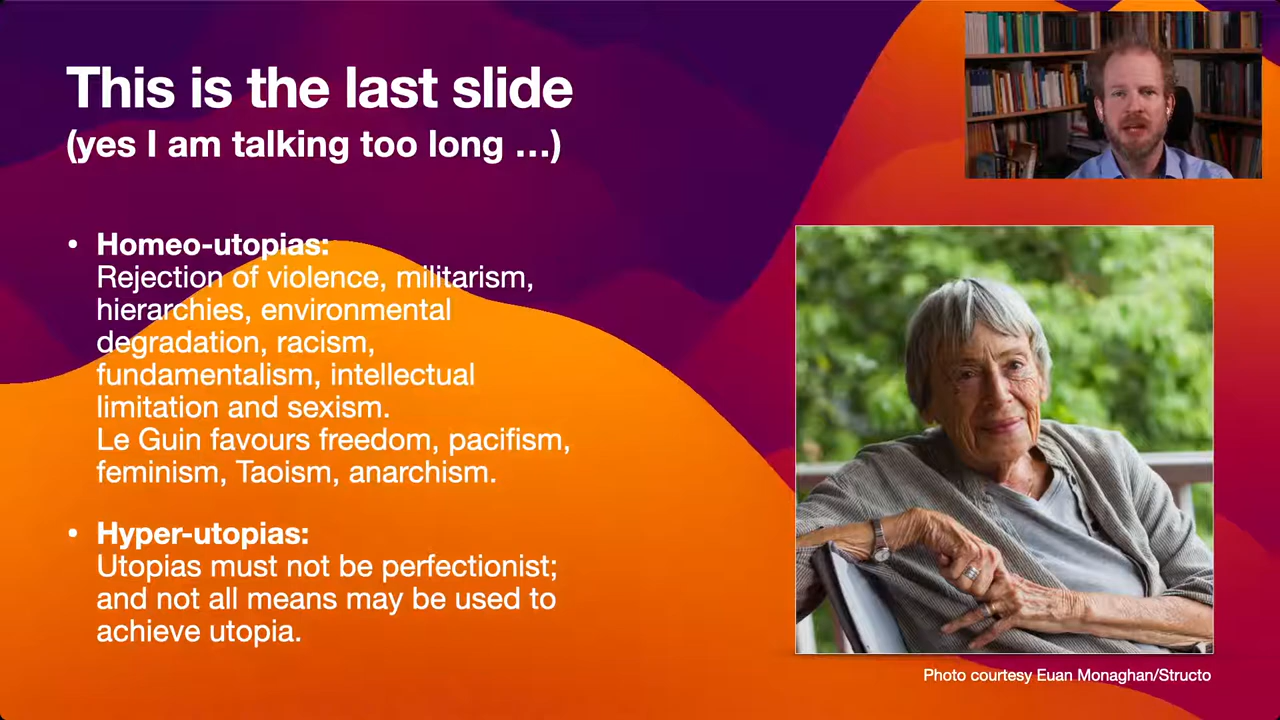 This is the last slide
(yes I am talking too long …)
• Homeo-utopias:
Rejection of violence, militarism,
hierarchies, environmental
degradation, racism,
fundamentalism, intellectual
limitation and sexism.
Le Guin favours freedom, pacifism,
feminism, Taoism, anarchism.
• Hyper-utopias:
Utopias must not be perfectionist;
and not all means may be used to
achieve utopia.
Photo courtesy Euan Monaghan/Structo